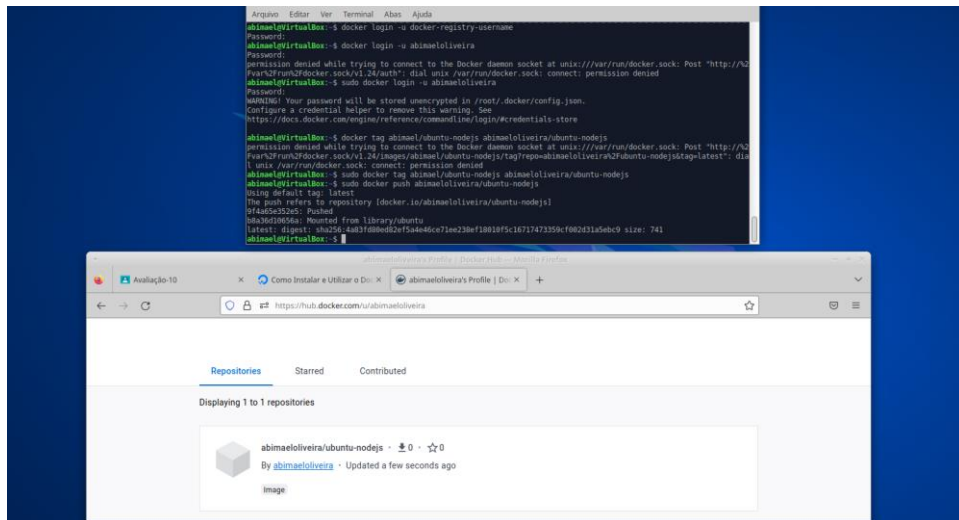 Arquivo Editar Ver Terminal Abas Ajuda
abimael@VirtualBox:~$ docker login -u docker-registry-username
Password:
abimael@VirtualBox:~$ docker login -u abimaeloliveira
Password:
permission denied while trying to connect to the Docker daemon socket at unix:///var/run/docker.sock: Post "http://%2
Fvar%2Frun%2Fdocker.sock/v1.24/auth": dial unix /var/run/docker.sock: connect: permission denied
abimael@VirtualBox:~$ sudo docker login -u abimaeloliveira
Password:
WARNING! Your password will be stored unencrypted in /root/.docker/config.json.
Configure a credential helper to remove this warning. See
https://docs.docker.com/engine/reference/commandline/login/#credentials-store
abimael@VirtualBox:~$ docker tag abimael/ubuntu-nodejs abimaeloliveira/ubuntu-nodejs
permission denied while trying to connect to the Docker daemon socket at unix:///var/run/docker.sock: Post "http://%2
Fvar%2Frun%2Fdocker.sock/v1.24/images/abimael/ubuntu-nodejs/tag?repo=abimaeloliveira%2Fubuntu-nodejs&tag=latest": dia
l unix /var/run/docker.sock: connect: permission denied
abimael@VirtualBox:~$ sudo docker tag abimael/ubuntu-nodejs abimaeloliveira/ubuntu-nodejs
abimael@VirtualBox:~$ sudo docker push abimaeloliveira/ubuntu-nodejs
Using default tag: latest
The push refers to repository [docker.io/abimaeloliveira/ubuntu-nodejs]
9f4a65e352e5: Pushed
b8a36d10656a: Mounted from library/ubuntu
latest: digest: sha256:4a83fd80ed82ef5a4e46ce71ee238ef18010f5c16717473359cf002d31a5ebc9 size: 741
abimael@VirtualBox:~$
abimaeloliveira's Profile | Docker Hub — Mozilla Firefox
Avaliação-10
Como Instalar e Utilizar o Doc
abimaeloliveira's Profile | Doc
https://hub.docker.com/u/abimaeloliveira
Repositories Starred Contributed
Displaying 1 to 1 repositories
abimaeloliveira/ubuntu-nodejs · 0 · 0
By abimaeloliveira · Updated a few seconds ago
Image